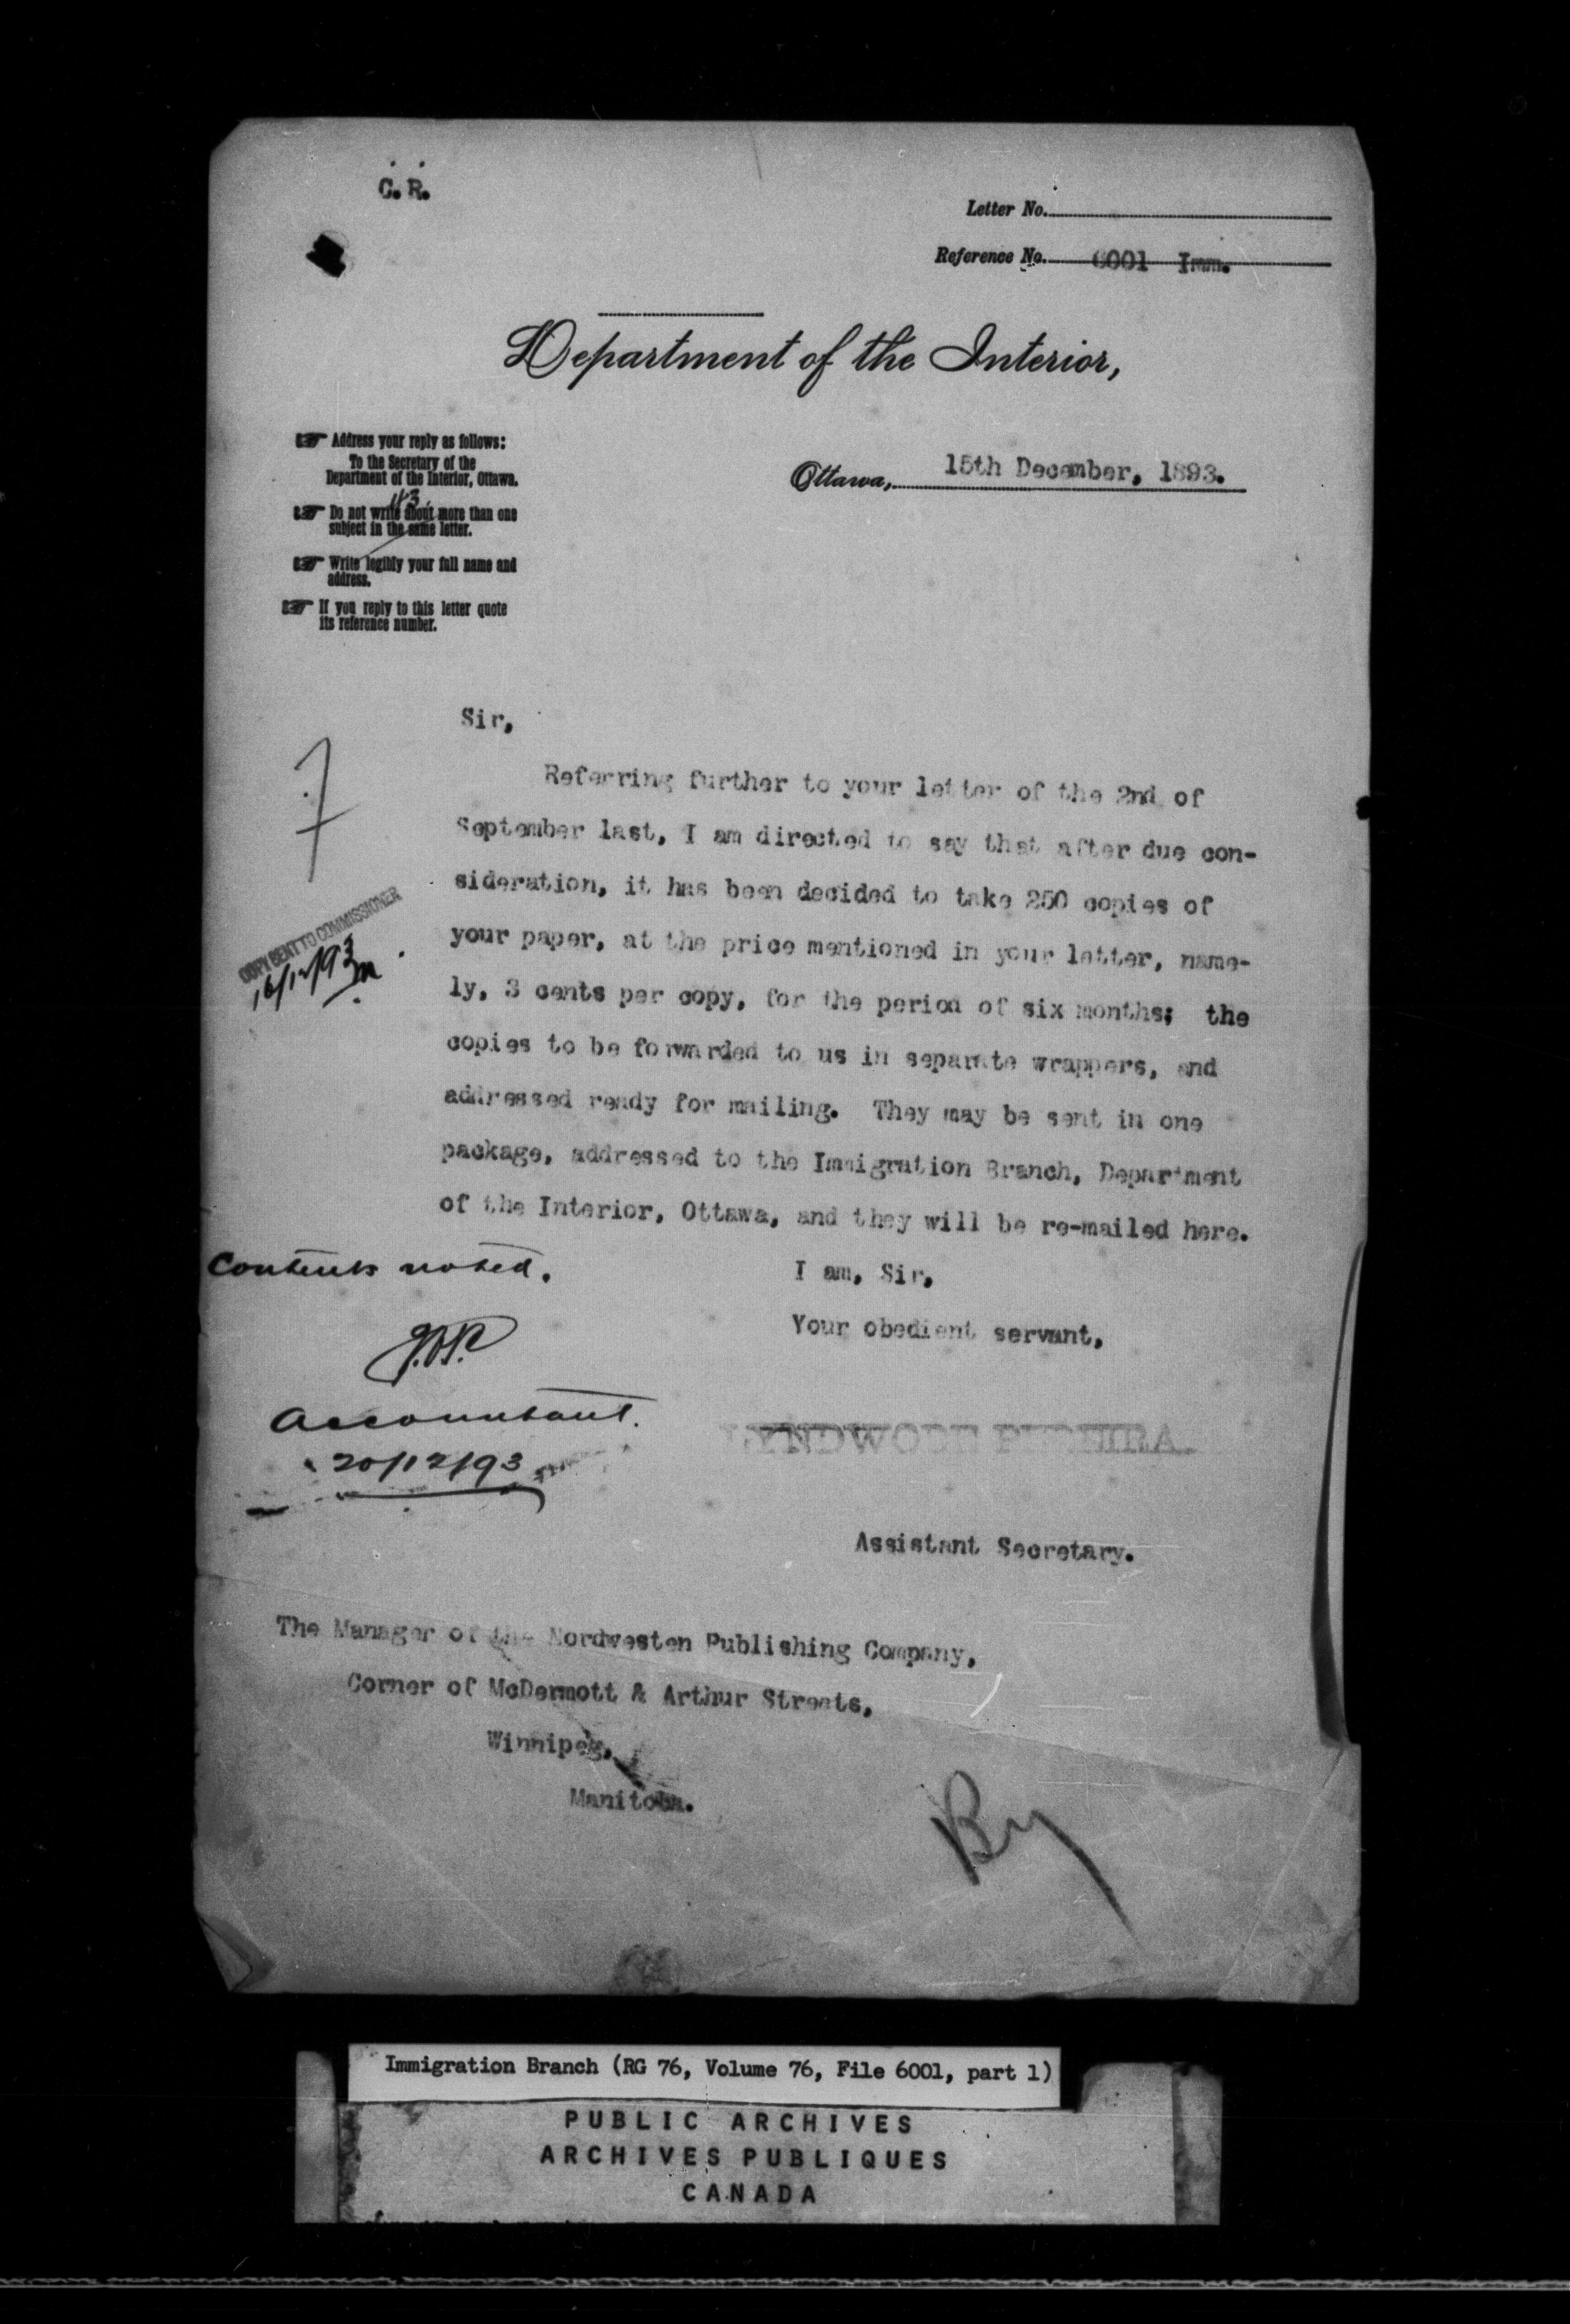 C. R.
Letter No.
Reference No. 6001 Imm.
Department of the Interior,
Ottawa, 15th December, 1893.
Address your reply as follows:
To the Secretary of the
Department of the Interior, Ottawa.
Do not write about more than one
subject in the same letter.
Write legibly your full name and
address.
If you reply to this letter quote
its reference number.
Sir,
Referring further to your letter of the 2nd of
September last, I am directed to say that after due con-
sideration, it has been decided to take 250 copies of
your paper, at the price mentioned in your letter, name-
ly, 3 cents per copy, for the period of six months; the
copies to be forwarded to us in separate wrappers, and
addressed ready for mailing. They may be sent in one
package, addressed to the Immigration Branch, Department
of the Interior, Ottawa, and they will be re-mailed here.
COPY SENT TO COMMISSIONER
16/12/93
I am, Sir,
Your obedient servant,
Contents noted.
Accountant.
20/12/93
LYNDWODE PEREIRA.
Assistant Secretary.
The Manager of the Nordwesten Publishing Company,
Corner of McDermott & Arthur Streets,
Winnipeg,
Manitoba.
Immigration Branch (RG 76, Volume 76, File 6001, part 1)
PUBLIC ARCHIVES
ARCHIVES PUBLIQUES
CANADA